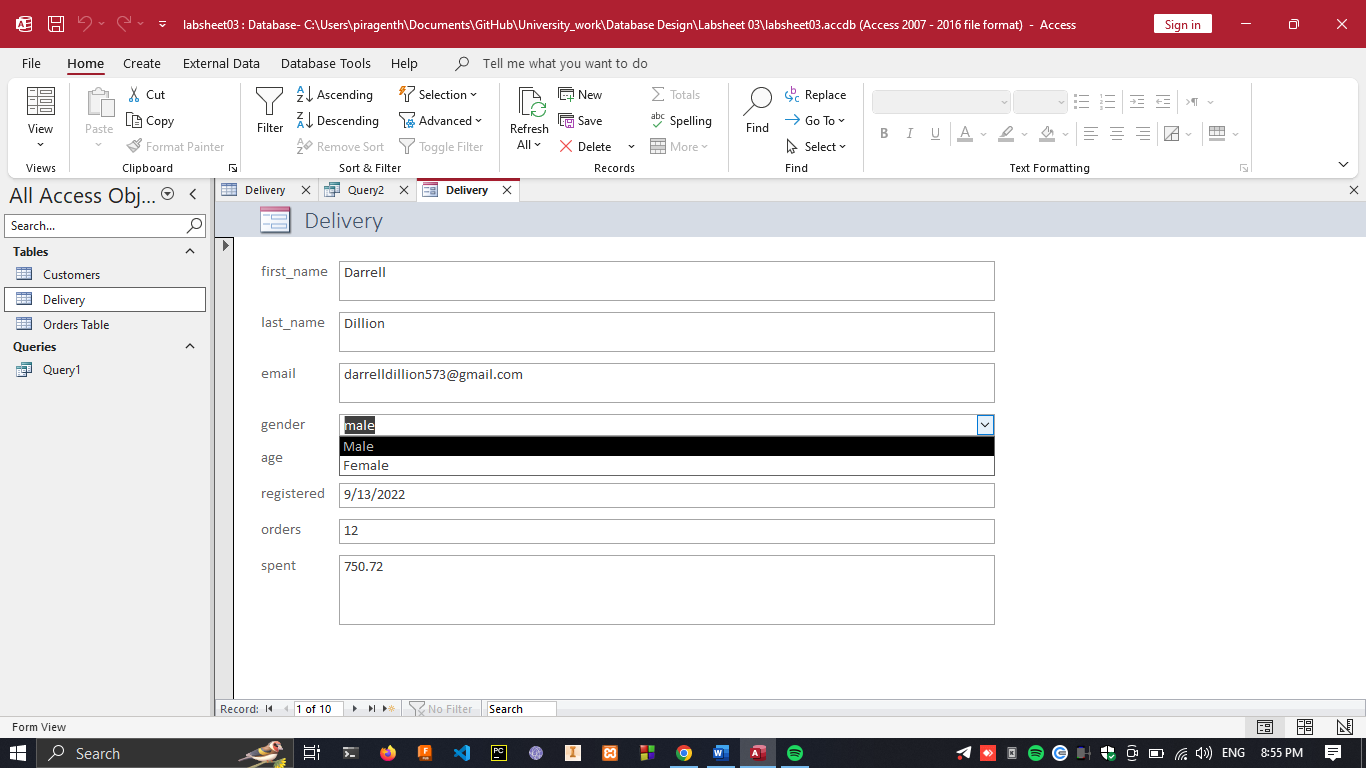 labsheet03 : Database- C:\Users\piragenth\Documents\GitHub\University_work\Database Design\Labsheet 03\labsheet03.accdb (Access 2007 - 2016 file format) - Access
Sign in
File Home Create External Data Database Tools Help Tell me what you want to do
View
Views
Paste
Cut
Copy
Format Painter
Clipboard
Filter
Ascending
Descending
Remove Sort
Selection
Advanced
Toggle Filter
Sort & Filter
Refresh
All
New
Save
Delete
Totals
Spelling
More
Records
Find
Replace
Go To
Select
Find
B I U A
Text Formatting
All Access Obj...
Search...
Tables
Customers
Delivery
Orders Table
Queries
Query1
Delivery Query2 Delivery
Delivery
first_name Darrell
last_name Dillion
email darrelldillion573@gmail.com
gender male
Male
age
Female
registered 9/13/2022
orders 12
spent 750.72
Record: 1 of 10 No Filter Search
Form View
Search
ENG 8:55 PM